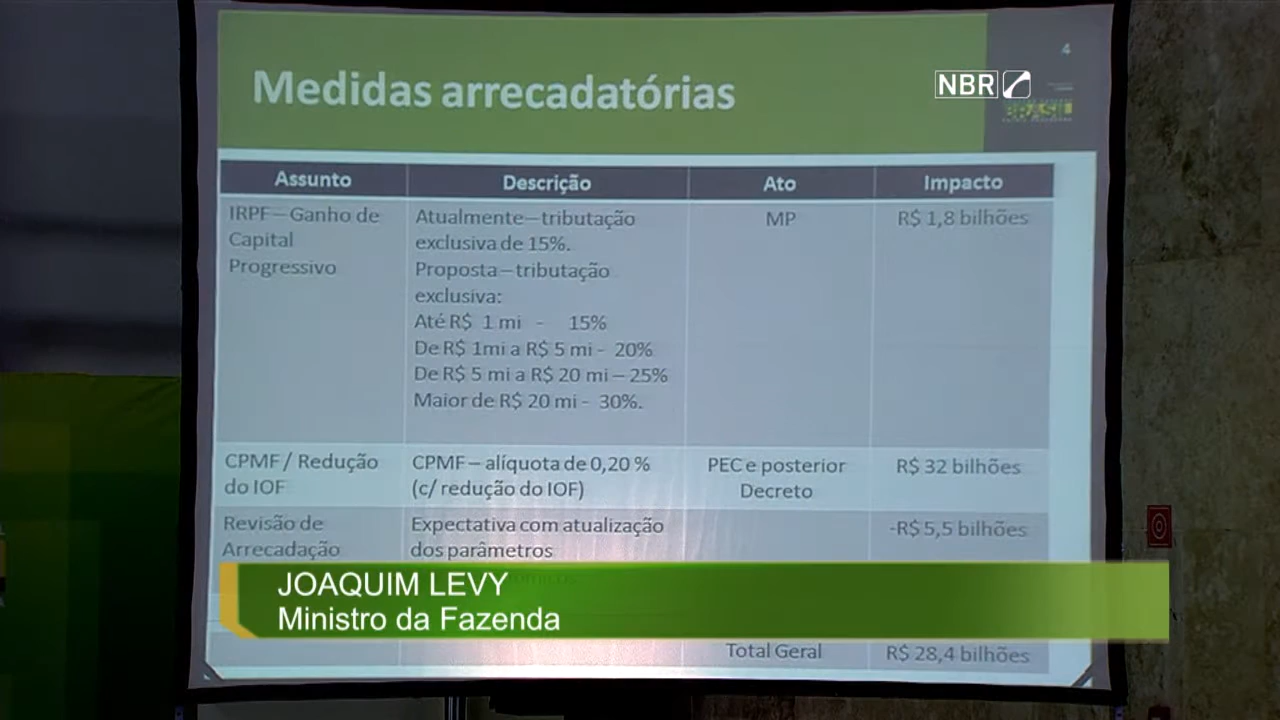 4
Medidas arrecadatórias
NBR
BRASIL
Assunto
Descrição
Ato
Impacto
IRPF – Ganho de
Capital
Progressivo
Atualmente – tributação
exclusiva de 15%.
Proposta – tributação
exclusiva:
Até R$ 1 mi - 15%
De R$ 1mi a R$ 5 mi - 20%
De R$ 5 mi a R$ 20 mi – 25%
Maior de R$ 20 mi - 30%.
MP
R$ 1,8 bilhões
CPMF / Redução
do IOF
CPMF – alíquota de 0,20 %
(c/ redução do IOF)
PEC e posterior
Decreto
R$ 32 bilhões
Revisão de
Arrecadação
Expectativa com atualização
dos parâmetros
-R$ 5,5 bilhões
JOAQUIM LEVY
Ministro da Fazenda
Total Geral
R$ 28,4 bilhões